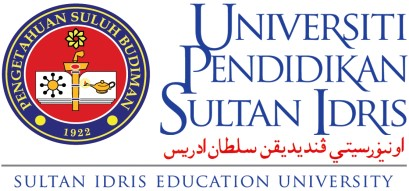 PENGETAHUAN SULUH BUDIMAN
1922
UNIVERSITI
PENDIDIKAN
SULTAN IDRIS
اونيۏرسيتي ڤنديديقن سلطان ادريس
SULTAN IDRIS EDUCATION UNIVERSITY